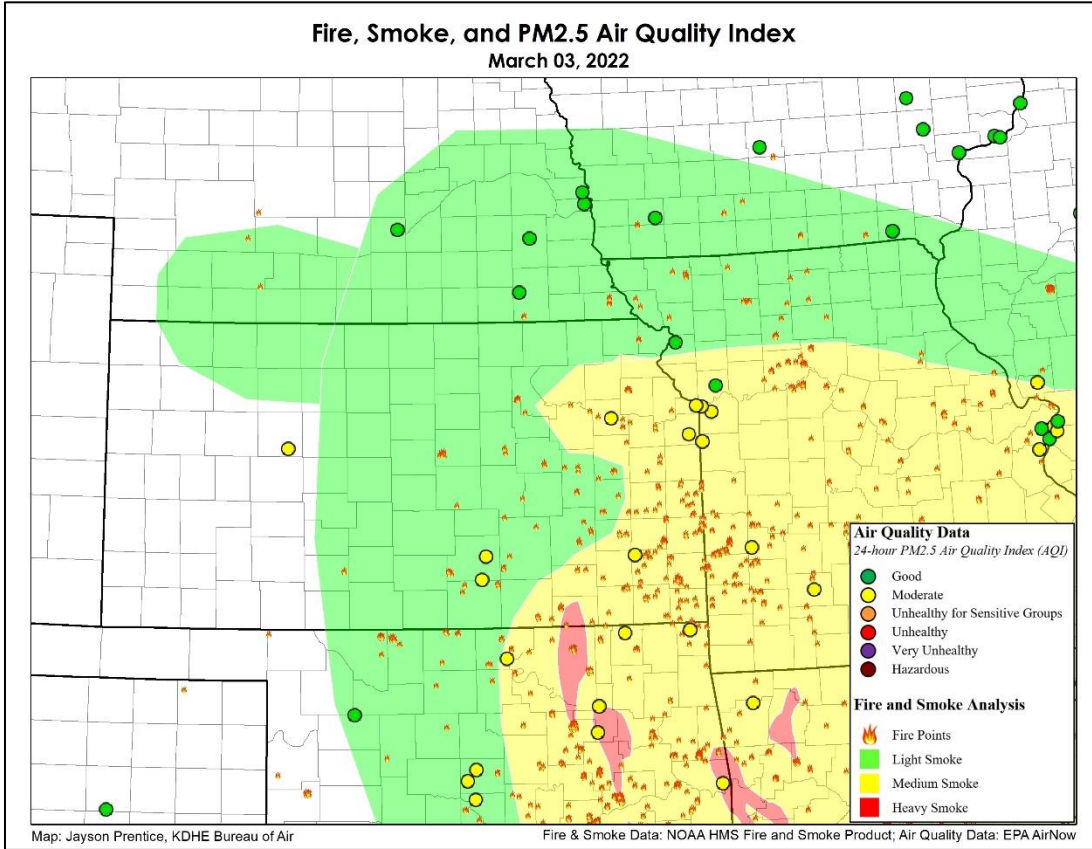 Fire, Smoke, and PM2.5 Air Quality Index
March 03, 2022
Air Quality Data
24-hour PM2.5 Air Quality Index (AQI)
Good
Moderate
Unhealthy for Sensitive Groups
Unhealthy
Very Unhealthy
Hazardous
Fire and Smoke Analysis
Fire Points
Light Smoke
Medium Smoke
Heavy Smoke
Map: Jayson Prentice, KDHE Bureau of Air
Fire & Smoke Data: NOAA HMS Fire and Smoke Product; Air Quality Data: EPA AirNow